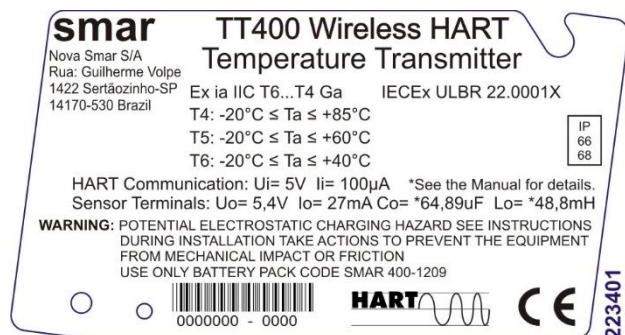 smar
TT400 Wireless HART
Temperature Transmitter
Nova Smar S/A
Rua: Guilherme Volpe
1422 Sertãozinho-SP
14170-530 Brazil
Ex ia IIC T6...T4 Ga IECEx ULBR 22.0001X
T4: -20°C ≤ Ta ≤ +85°C
T5: -20°C ≤ Ta ≤ +60°C
T6: -20°C ≤ Ta ≤ +40°C
IP
66
68
HART Communication: Ui= 5V Ii= 100µA *See the Manual for details.
Sensor Terminals: Uo= 5,4V Io= 27mA Co= *64,89uF Lo= *48,8mH
WARNING: POTENTIAL ELECTROSTATIC CHARGING HAZARD SEE INSTRUCTIONS
DURING INSTALLATION TAKE ACTIONS TO PREVENT THE EQUIPMENT
FROM MECHANICAL IMPACT OR FRICTION
USE ONLY BATTERY PACK CODE SMAR 400-1209
0000000 - 0000
HART
CE
223401